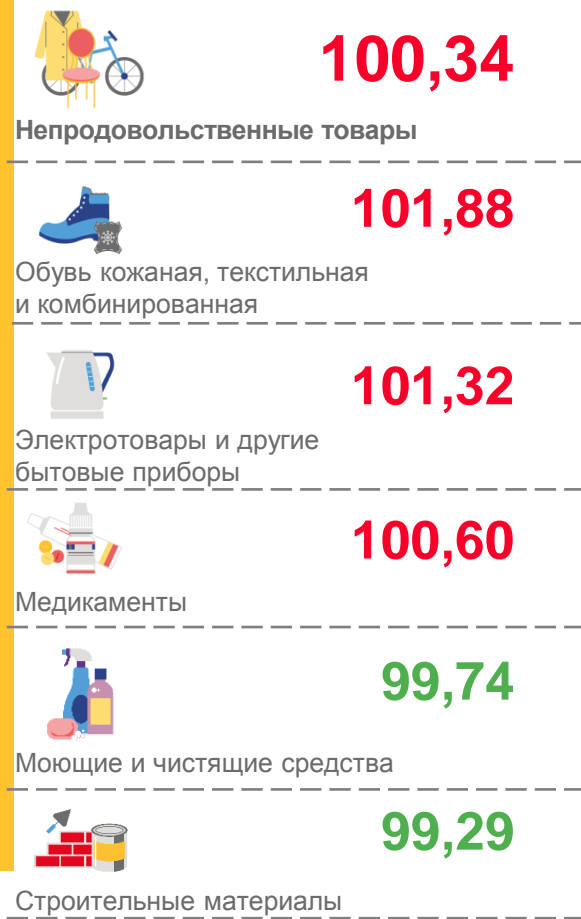 100,34
Непродовольственные товары
101,88
Обувь кожаная, текстильная
и комбинированная
101,32
Электротовары и другие
бытовые приборы
100,60
Медикаменты
99,74
Моющие и чистящие средства
99,29
Строительные материалы